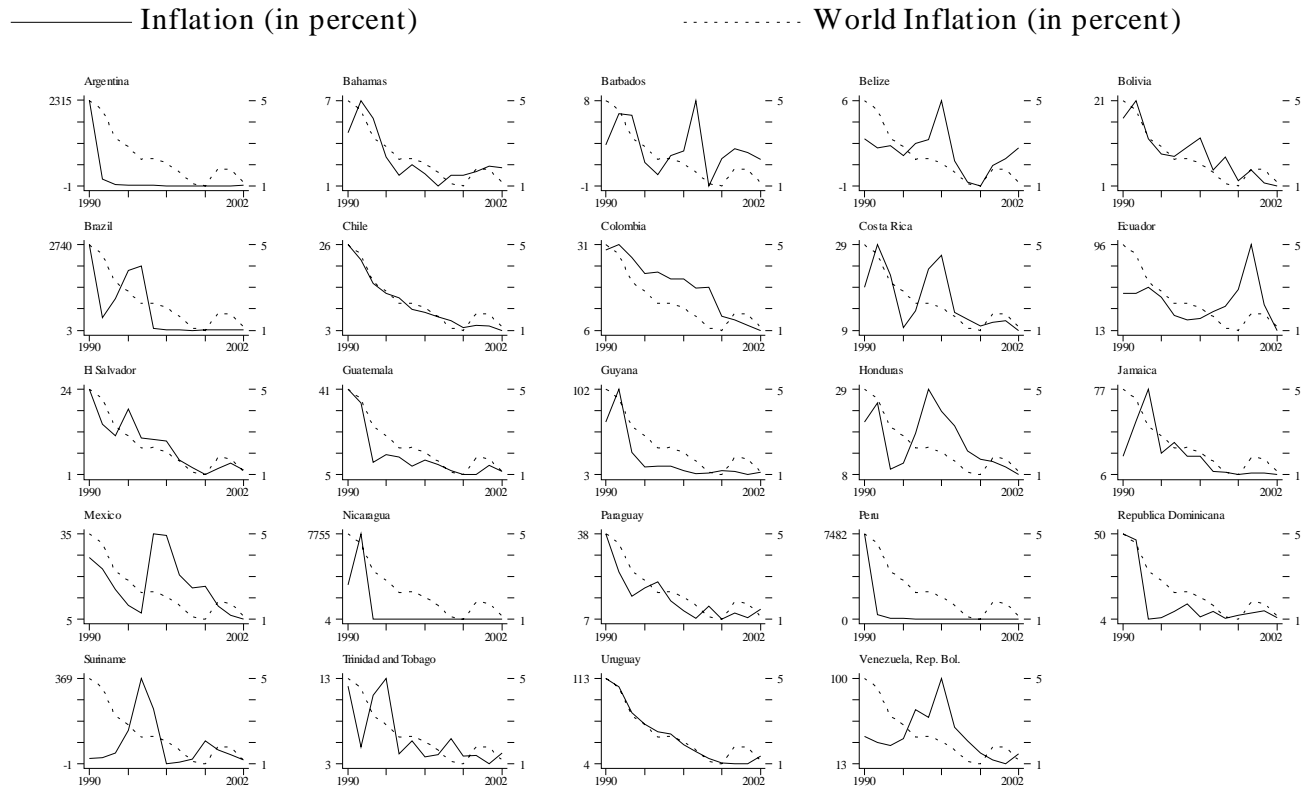 Inflation (in percent) World Inflation (in percent)
Argentina Bahamas Barbados Belize Bolivia
2315 5 7 5 8 5 6 5 21 5
-1 1 1 1 -1 1 -1 1 1 1
1990 2002 1990 2002 1990 2002 1990 2002 1990 2002
Brazil Chile Colombia Costa Rica Ecuador
2740 5 26 5 31 5 29 5 96 5
3 1 3 1 6 1 9 1 13 1
1990 2002 1990 2002 1990 2002 1990 2002 1990 2002
El Salvador Guatemala Guyana Honduras Jamaica
24 5 41 5 102 5 29 5 77 5
1 1 5 1 3 1 8 1 6 1
1990 2002 1990 2002 1990 2002 1990 2002 1990 2002
Mexico Nicaragua Paraguay Peru Republica Dominicana
35 5 7755 5 38 5 7482 5 50 5
5 1 4 1 7 1 0 1 4 1
1990 2002 1990 2002 1990 2002 1990 2002 1990 2002
Suriname Trinidad and Tobago Uruguay Venezuela, Rep. Bol.
369 5 13 5 113 5 100 5
-1 1 3 1 4 1 13 1
1990 2002 1990 2002 1990 2002 1990 2002